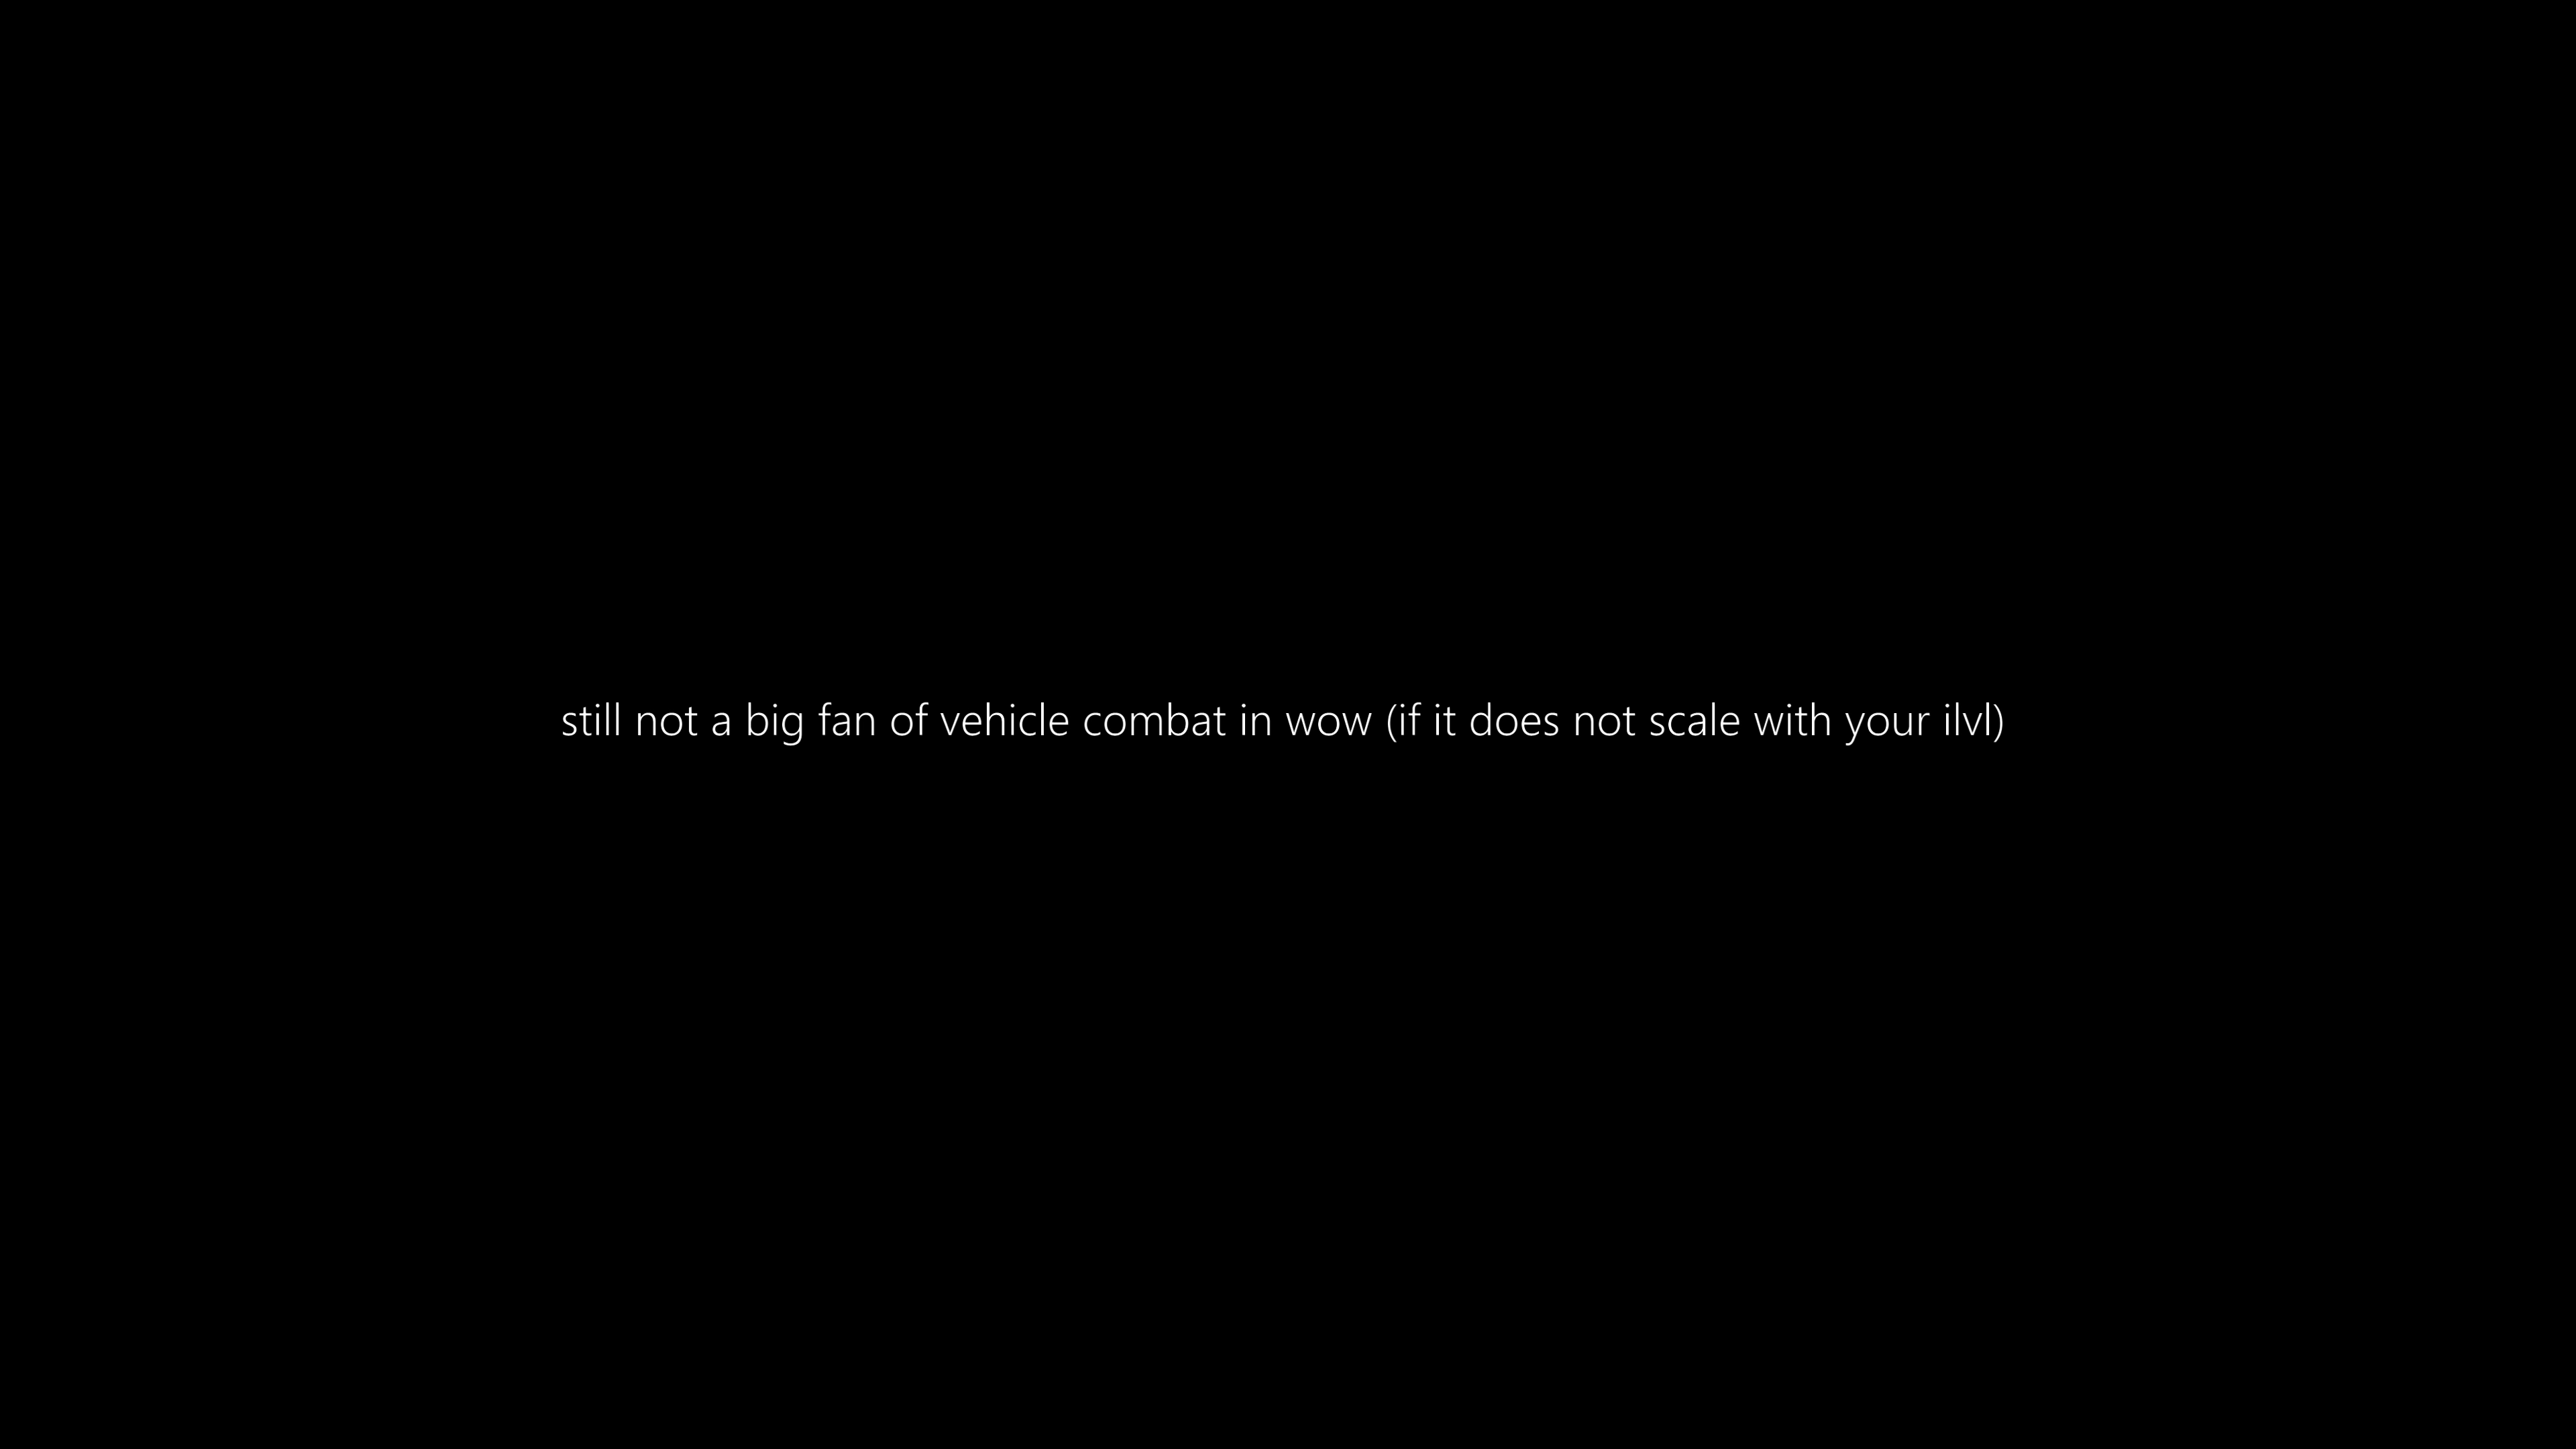 still not a big fan of vehicle combat in wow (if it does not scale with your ilvl)